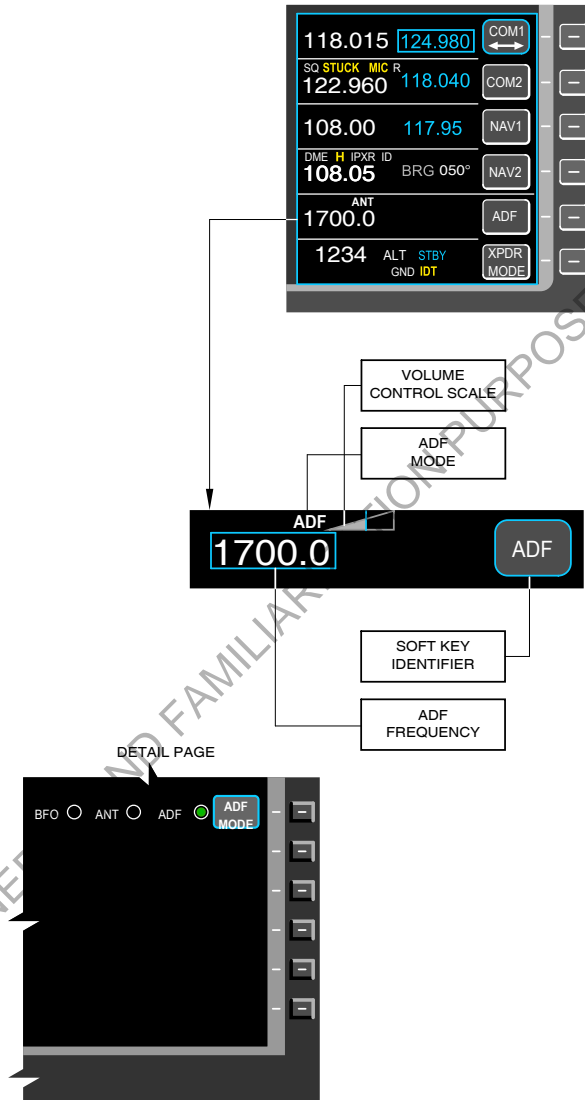 118.015 124.980 COM1
SQ STUCK MIC R
122.960 118.040 COM2
108.00 117.95 NAV1
DME H IPXR ID
108.05 BRG 050° NAV2
ANT
1700.0 ADF
1234 ALT STBY XPDR
GND IDT MODE
VOLUME
CONTROL SCALE
ADF
MODE
ADF
1700.0 ADF
SOFT KEY
IDENTIFIER
ADF
FREQUENCY
DETAIL PAGE
BFO ANT ADF ADF
MODE